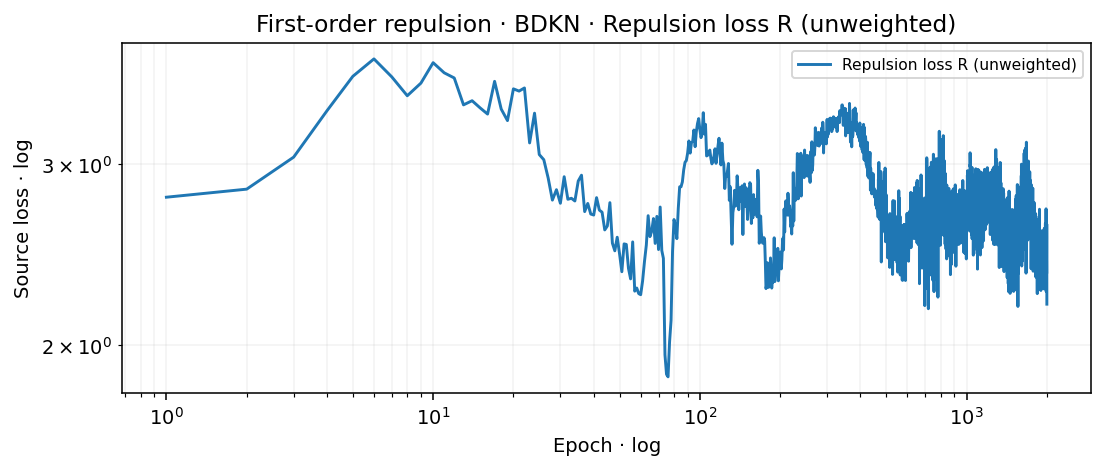 First-order repulsion · BDKN · Repulsion loss R (unweighted)
Repulsion loss R (unweighted)
Source loss · log
3 × 10⁰
2 × 10⁰
10⁰ 10¹ 10² 10³
Epoch · log